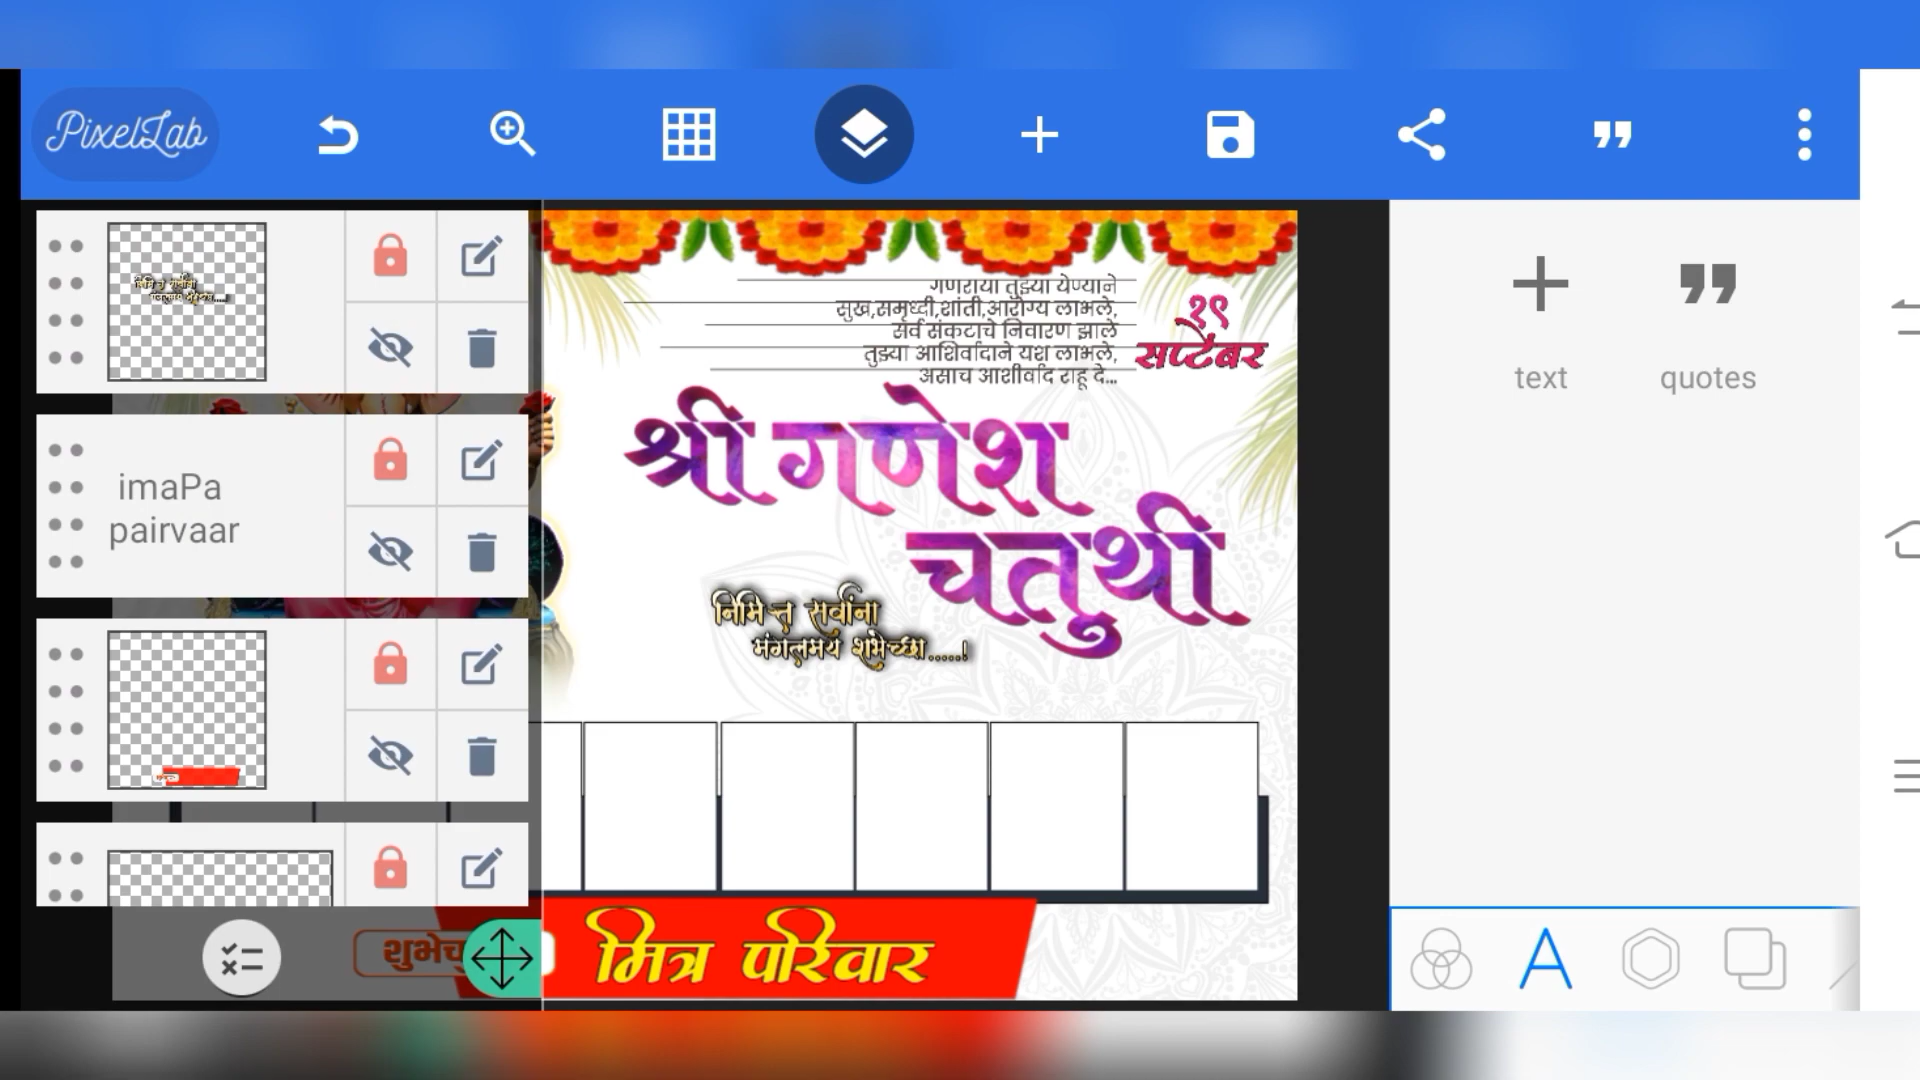 PixelLab
गणराया तुझ्या येण्याने
सुख,समृध्दी,शांती,आरोग्य लाभले,
सर्व संकटाचे निवारण झाले
तुझ्या आशिर्वादाने यश लाभले,
असाच आशीर्वाद राहू दे...
१९
सप्टेंबर
श्री गणेश
चतुर्थी
निमित्त सर्वांना
मंगलमय शुभेच्छा.....!
imaPa
pairvaar
text
quotes
शुभेच्
मित्र परिवार